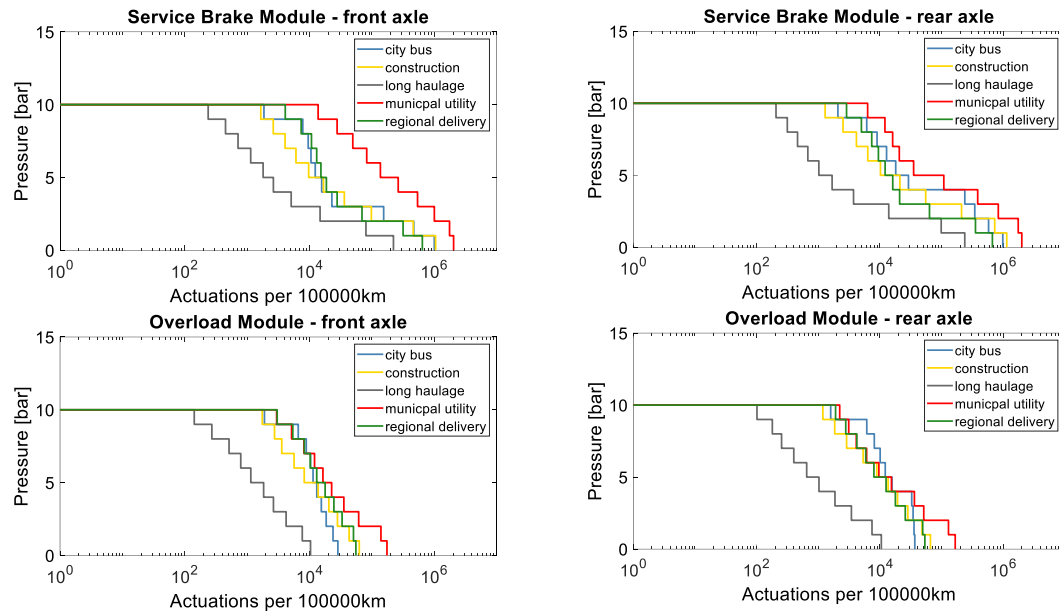 Service Brake Module - front axle
15
10
5
0
Pressure [bar]
city bus
construction
long haulage
municpal utility
regional delivery
10^0
10^2
10^4
10^6
Actuations per 100000km
Service Brake Module - rear axle
15
10
5
0
Pressure [bar]
city bus
construction
long haulage
municpal utility
regional delivery
10^0
10^2
10^4
10^6
Actuations per 100000km
Overload Module - front axle
15
10
5
0
Pressure [bar]
city bus
construction
long haulage
municpal utility
regional delivery
10^0
10^2
10^4
10^6
Actuations per 100000km
Overload Module - rear axle
15
10
5
0
Pressure [bar]
city bus
construction
long haulage
municpal utility
regional delivery
10^0
10^2
10^4
10^6
Actuations per 100000km